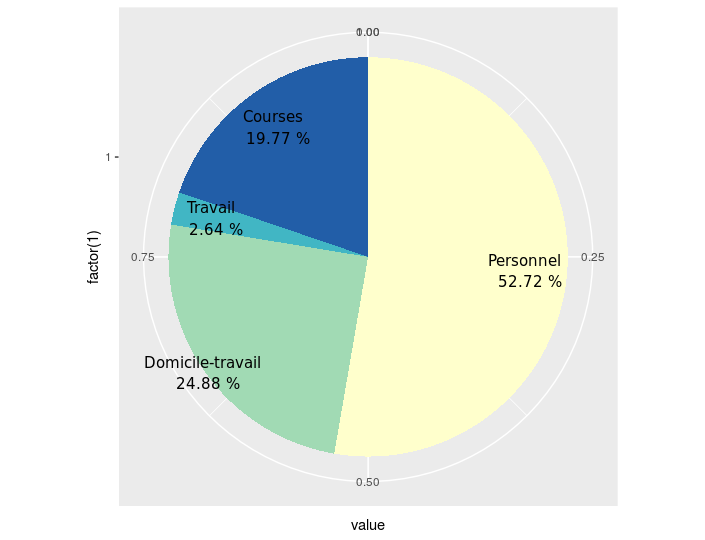 0.00
1.00
Courses
19.77 %
1
Travail
2.64 %
factor(1)
0.75
Personnel
52.72 %
0.25
Domicile-travail
24.88 %
0.50
value